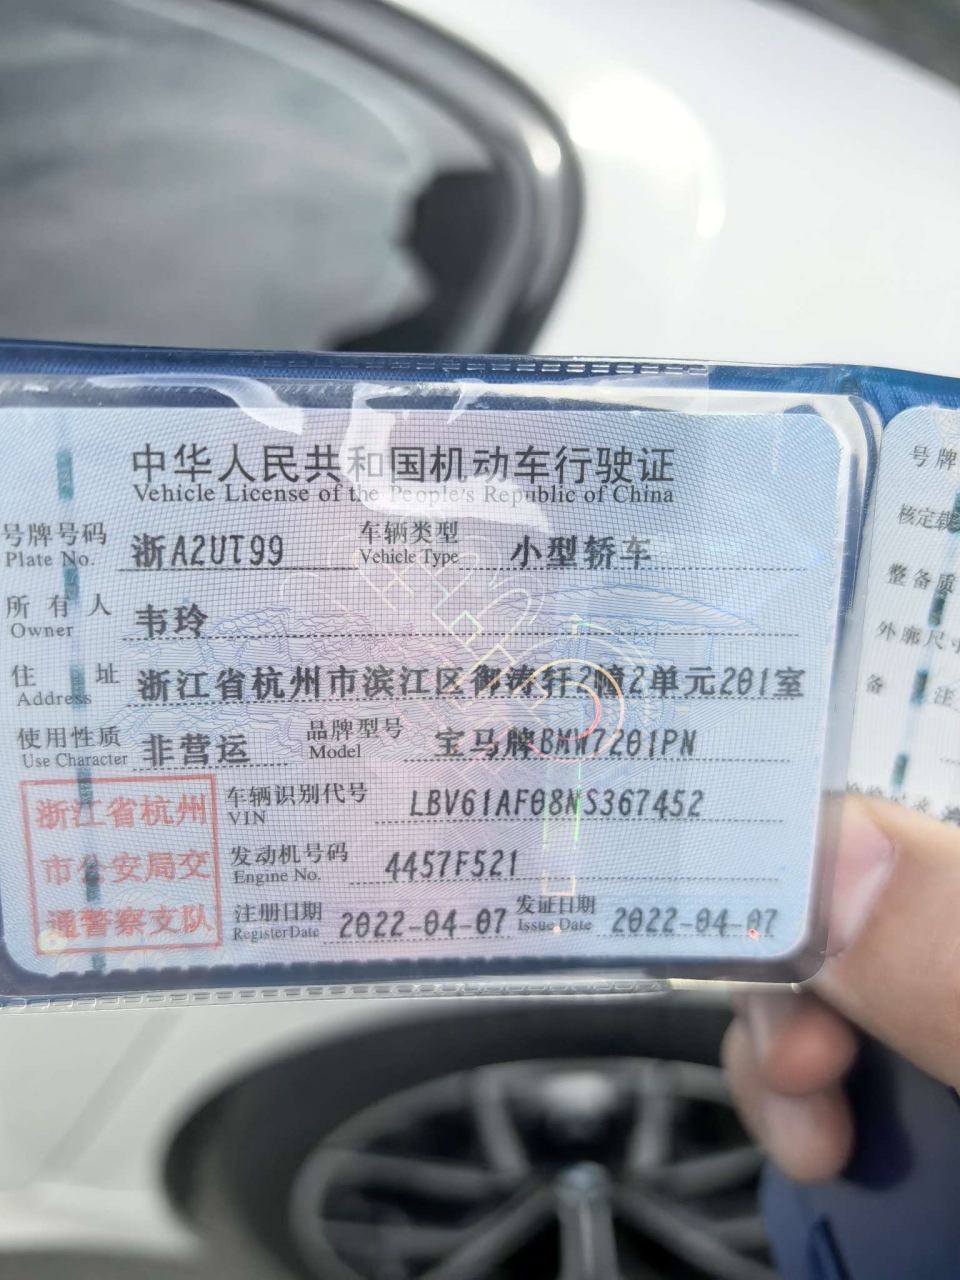 中华人民共和国机动车行驶证
Vehicle License of the People's Republic of China
号牌号码 浙A2UT99 车辆类型 小型轿车
Plate No. Vehicle Type
所有人 韦玲
Owner
住址 浙江省杭州市滨江区御涛轩2幢2单元201室
Address
使用性质 非营运 品牌型号 宝马牌BMW7201PN
Use Character Model
浙江省杭州
市公安局交
通警察支队
车辆识别代号 LBV61AF08NS367452
VIN
发动机号码 4457F521
Engine No.
注册日期 2022-04-07 发证日期 2022-04-07
Register Date Issue Date
号牌
核定载
整备质
外廓尺寸
备注